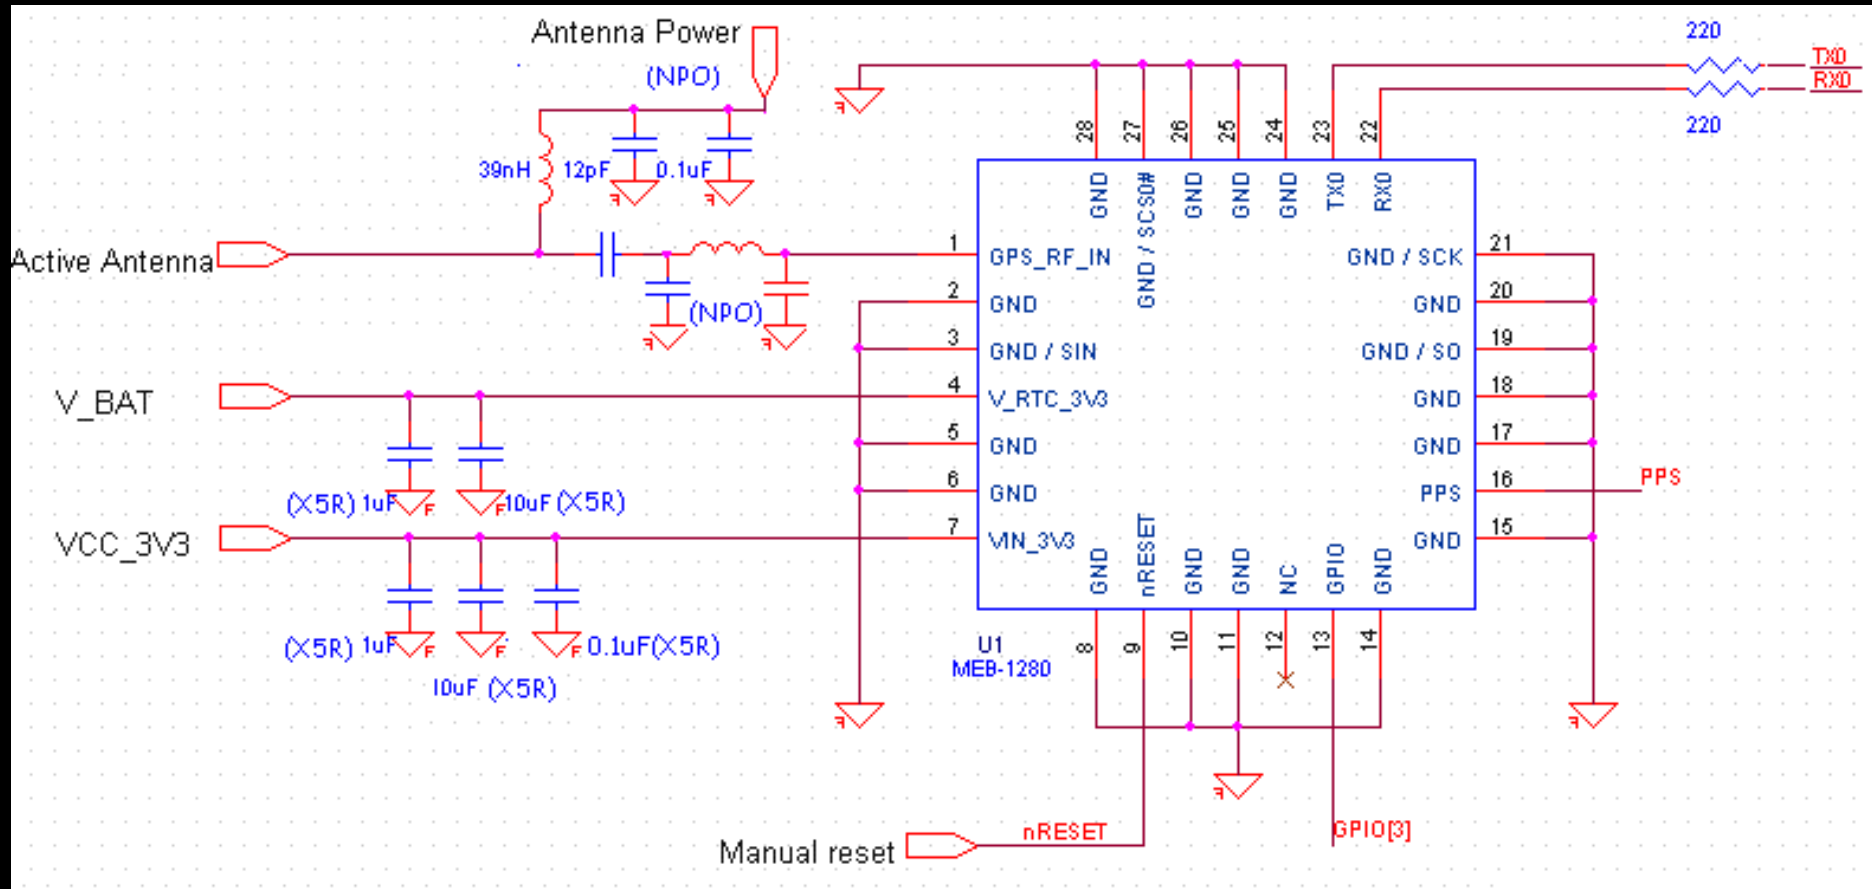 Antenna Power
(NPO)
220
TX0
RX0
220
39nH
12pF
0.1uF
28
27
26
25
24
23
22
GND
GND / SCS0#
GND
GND
GND
TX0
RX0
Active Antenna
1
GPS_RF_IN
GND / SCK
21
2
GND
GND
20
(NPO)
3
GND / SIN
GND / SO
19
V_BAT
4
V_RTC_3V3
GND
18
5
GND
GND
17
6
GND
PPS
16
PPS
(X5R) 1uF
10uF (X5R)
VCC_3V3
7
VIN_3V3
GND
15
GND
nRESET
GND
GND
NC
GPIO
GND
(X5R) 1uF
0.1uF(X5R)
10uF (X5R)
U1
MEB-1280
8
9
10
11
12
13
14
Manual reset
nRESET
GPIO[3]